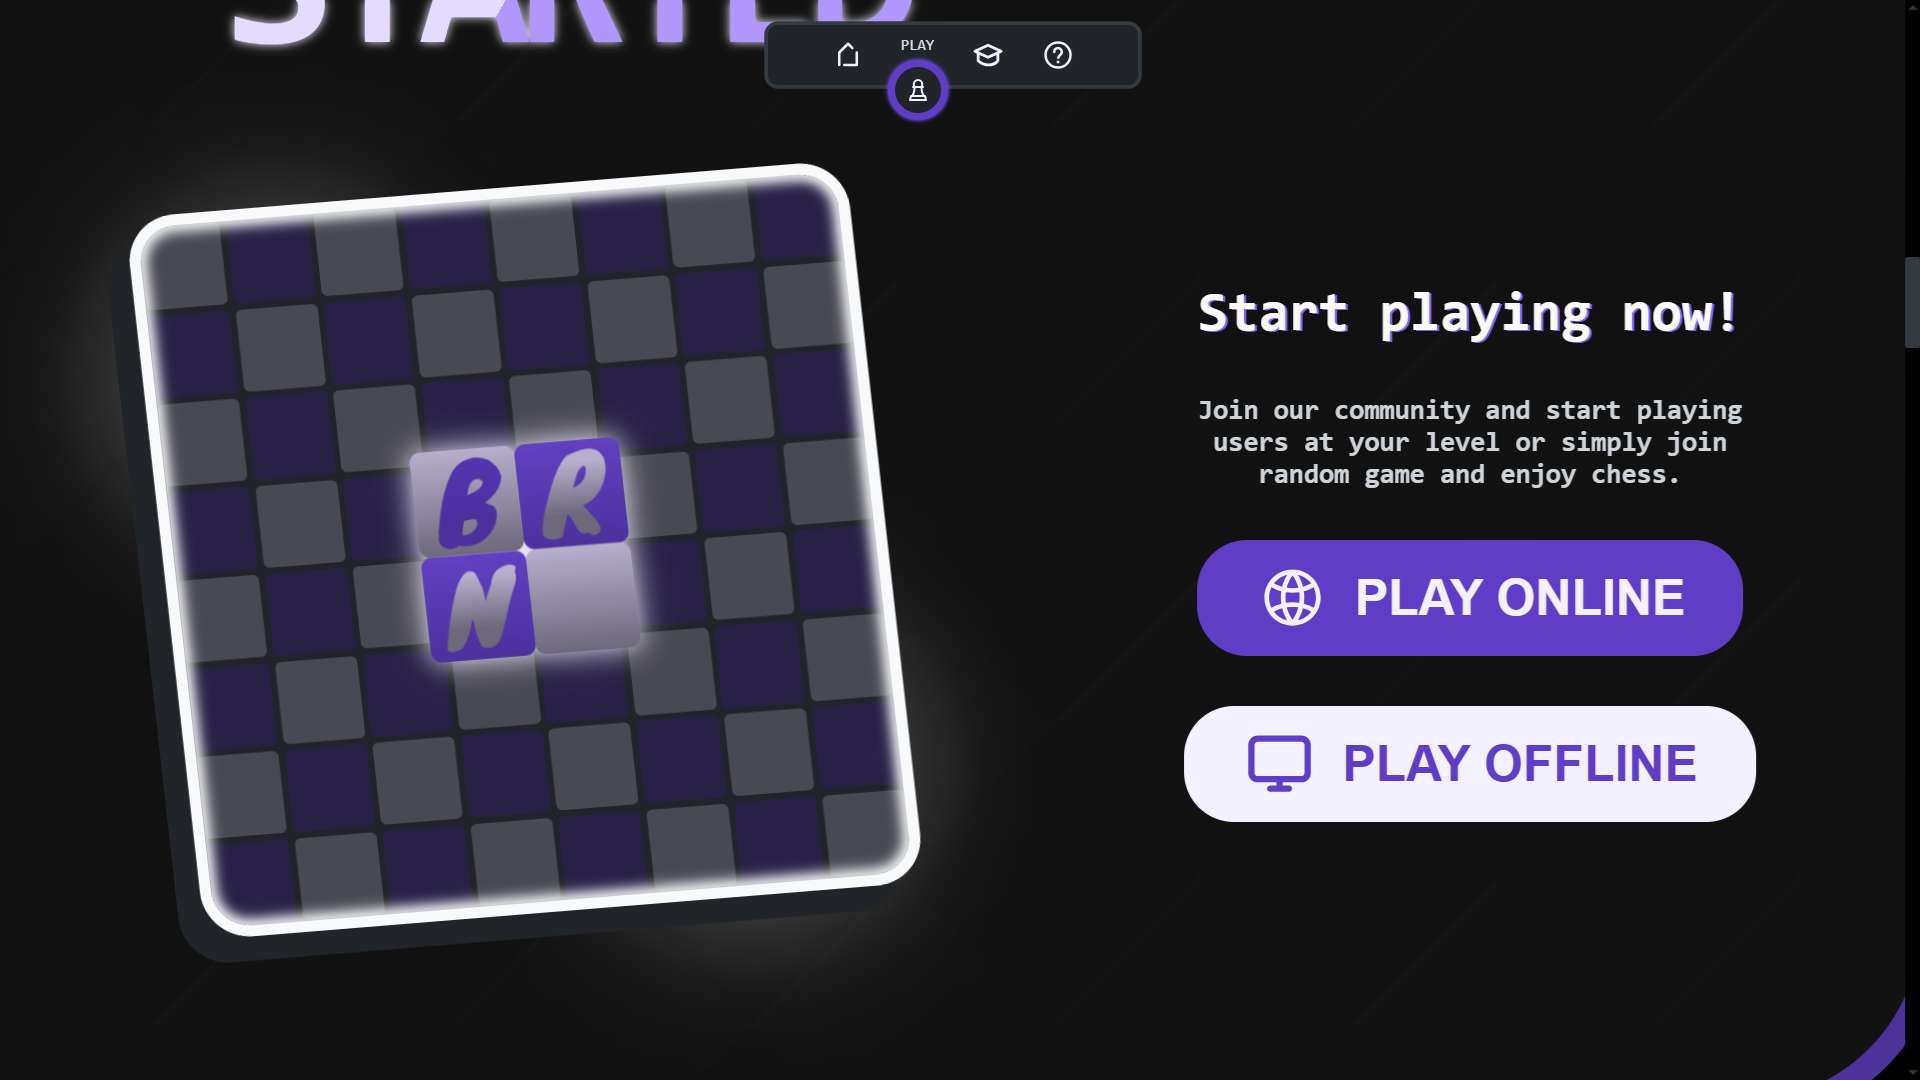 STARTED
PLAY
B R
N
Start playing now!
Join our community and start playing
users at your level or simply join
random game and enjoy chess.
PLAY ONLINE
PLAY OFFLINE